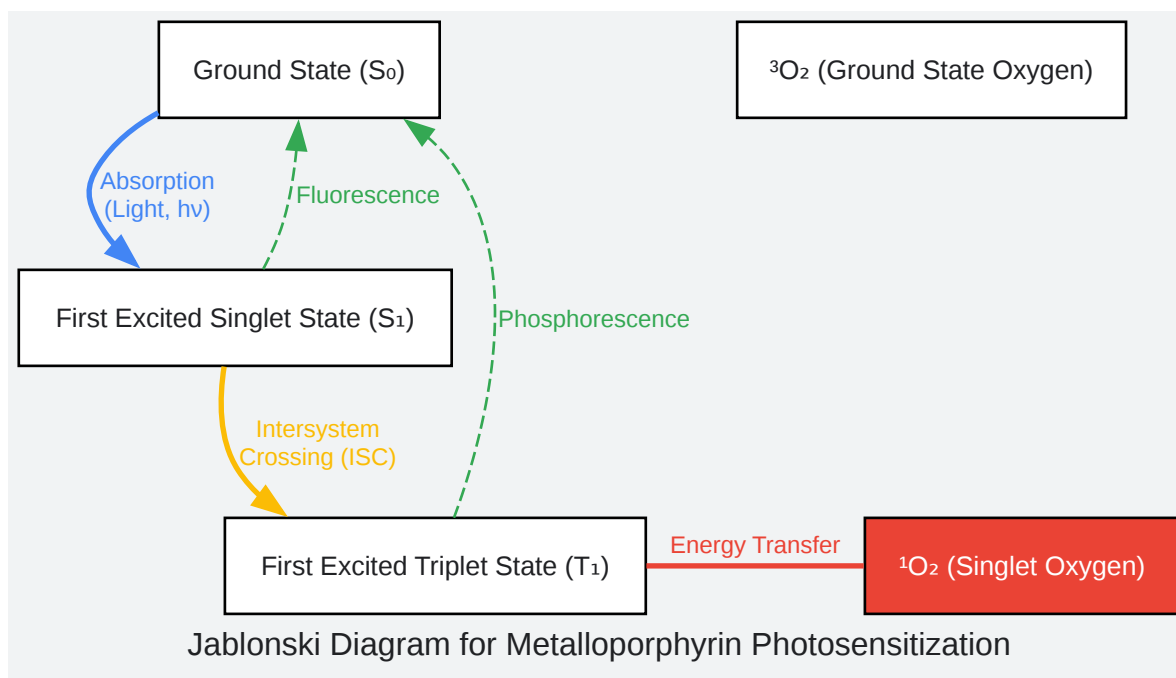 Ground State (S₀)
³O₂ (Ground State Oxygen)
Absorption
(Light, hν)
Fluorescence
First Excited Singlet State (S₁)
Phosphorescence
Intersystem
Crossing (ISC)
First Excited Triplet State (T₁)
Energy Transfer
¹O₂ (Singlet Oxygen)
Jablonski Diagram for Metalloporphyrin Photosensitization